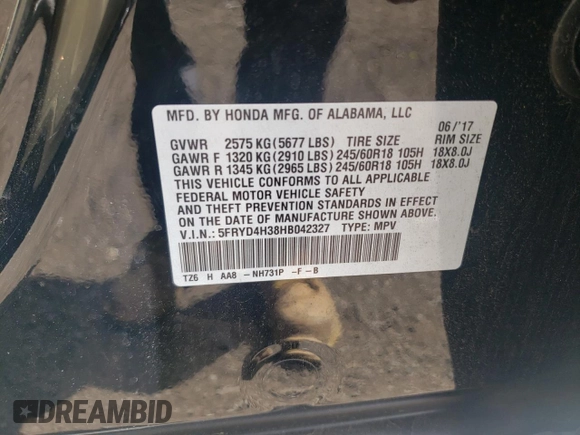 MFD. BY HONDA MFG. OF ALABAMA, LLC
06/'17
GVWR 2575 KG(5677 LBS) TIRE SIZE RIM SIZE
GAWR F 1320 KG(2910 LBS)245/60R18 105H 18X8.0J
GAWR R 1345 KG(2965 LBS)245/60R18 105H 18X8.0J
THIS VEHICLE CONFORMS TO ALL APPLICABLE
FEDERAL MOTOR VEHICLE SAFETY
AND THEFT PREVENTION STANDARDS IN EFFECT
ON THE DATE OF MANUFACTURE SHOWN ABOVE.
V.I.N.: 5FRYD4H38HB042327 TYPE: MPV
TZ6 H AA8 -NH731P -F-B
DREAMBID